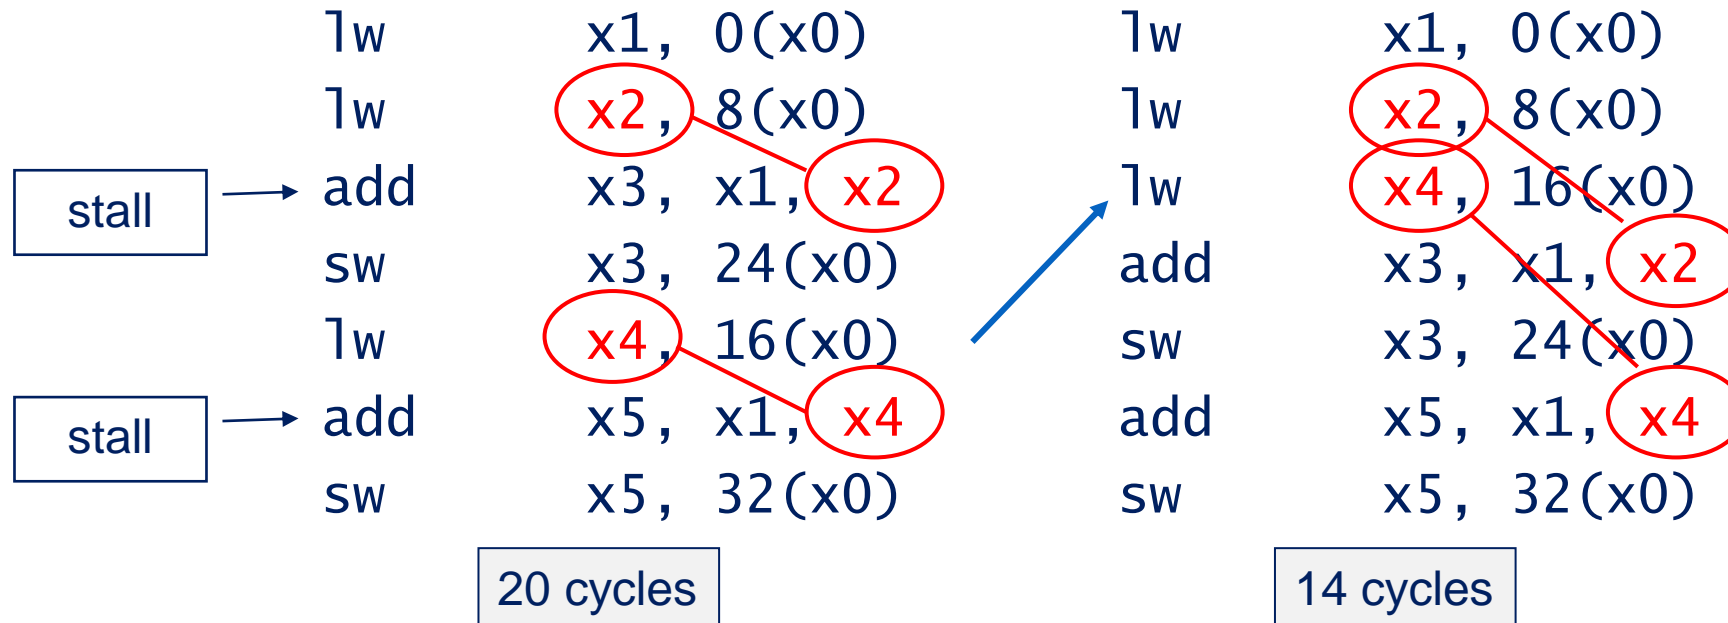 lw x1, 0(x0)
lw x2, 8(x0)
stall
add x3, x1, x2
sw x3, 24(x0)
lw x4, 16(x0)
stall
add x5, x1, x4
sw x5, 32(x0)
20 cycles
lw x1, 0(x0)
lw x2, 8(x0)
lw x4, 16(x0)
add x3, x1, x2
sw x3, 24(x0)
add x5, x1, x4
sw x5, 32(x0)
14 cycles